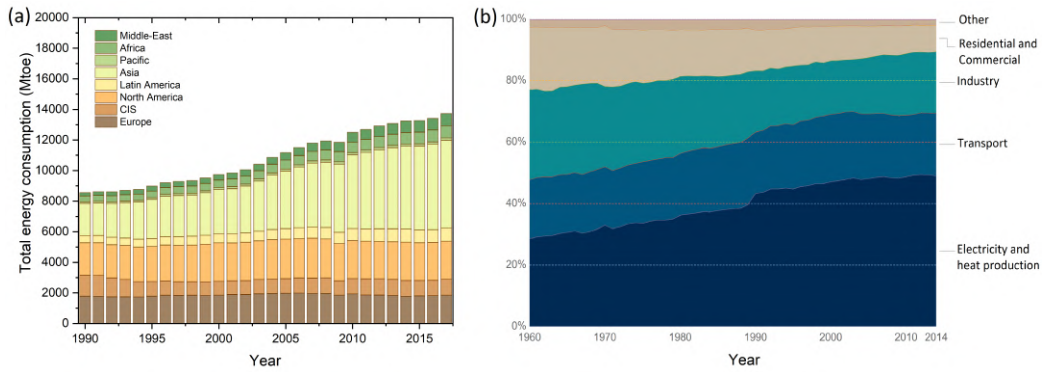 (a)
Total energy consumption (Mtoe)
20000
18000
16000
14000
12000
10000
8000
6000
4000
2000
0
Middle-East
Africa
Pacific
Asia
Latin America
North America
CIS
Europe
1990
1995
2000
2005
2010
2015
Year
(b)
100%
80%
60%
40%
20%
0%
Other
Residential and
Commercial
Industry
Transport
Electricity and
heat production
1960
1970
1980
1990
2000
2010
2014
Year